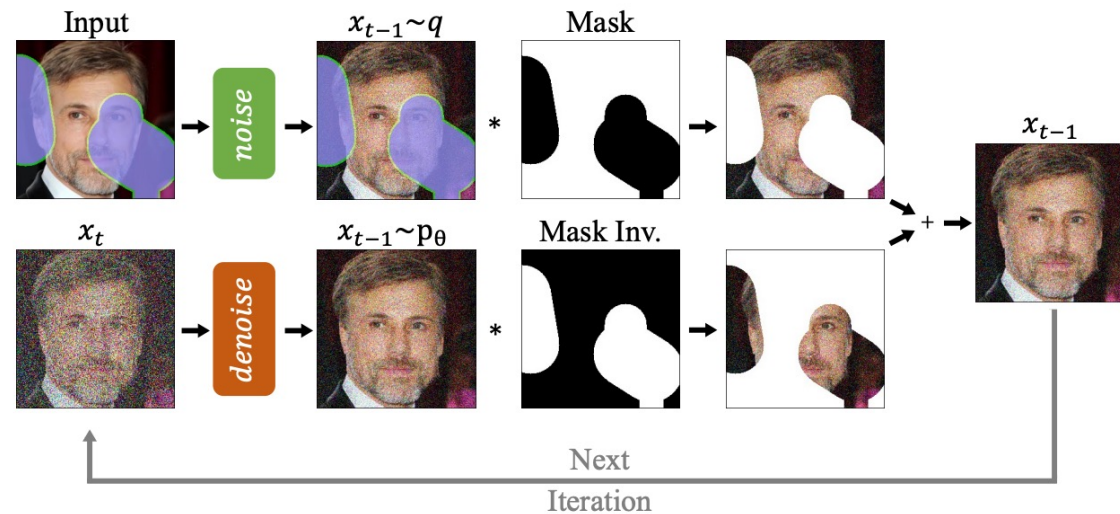 Input
x_{t−1}~q
Mask
noise
*
x_{t−1}
+
x_t
x_{t−1}~p_θ
Mask Inv.
denoise
*
Next
Iteration